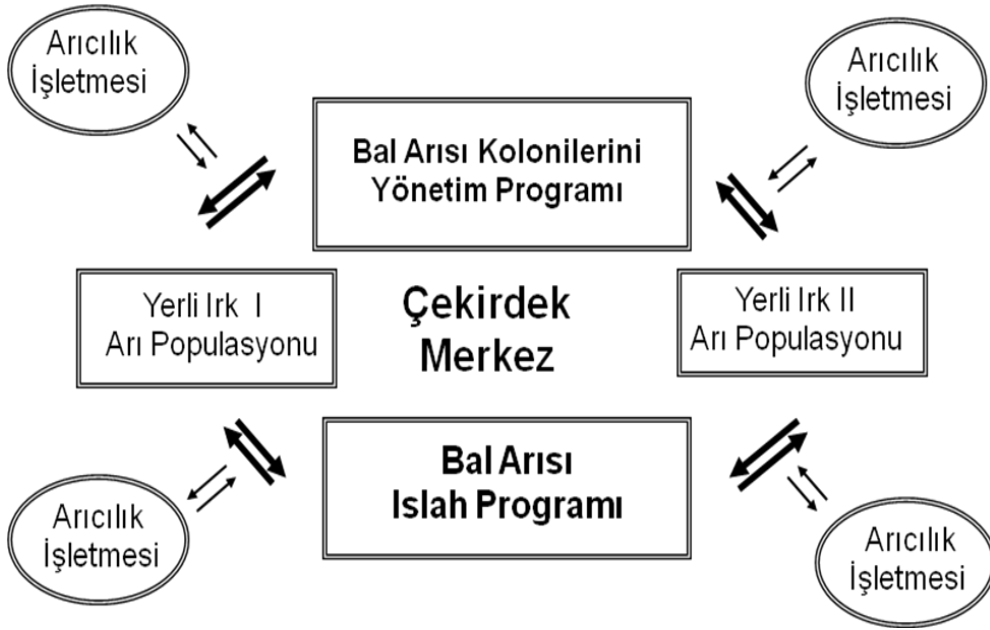 Arıcılık
İşletmesi
Arıcılık
İşletmesi
Bal Arısı Kolonilerini
Yönetim Programı
Yerli Irk I
Arı Populasyonu
Çekirdek
Merkez
Yerli Irk II
Arı Populasyonu
Bal Arısı
Islah Programı
Arıcılık
İşletmesi
Arıcılık
İşletmesi